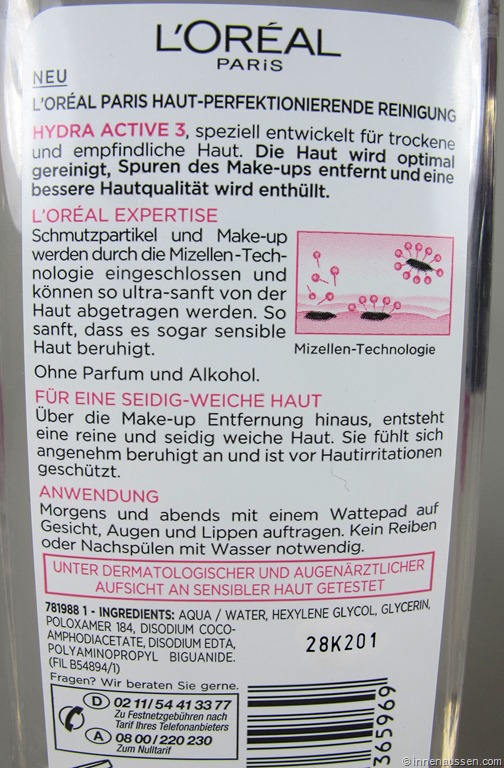 L'ORÉAL
PARIS
NEU
L'ORÉAL PARIS HAUT-PERFEKTIONIERENDE REINIGUNG
HYDRA ACTIVE 3, speziell entwickelt für trockene
und empfindliche Haut. Die Haut wird optimal
gereinigt, Spuren des Make-ups entfernt und eine
bessere Hautqualität wird enthüllt.
L'ORÉAL EXPERTISE
Schmutzpartikel und Make-up
werden durch die Mizellen-Tech-
nologie eingeschlossen und
können so ultra-sanft von der
Haut abgetragen werden. So
sanft, dass es sogar sensible
Haut beruhigt.
Mizellen-Technologie
Ohne Parfum und Alkohol.
FÜR EINE SEIDIG-WEICHE HAUT
Über die Make-up Entfernung hinaus, entsteht
eine reine und seidig weiche Haut. Sie fühlt sich
angenehm beruhigt an und ist vor Hautirritationen
geschützt.
ANWENDUNG
Morgens und abends mit einem Wattepad auf
Gesicht, Augen und Lippen auftragen. Kein Reiben
oder Nachspülen mit Wasser notwendig.
UNTER DERMATOLOGISCHER UND AUGENÄRZTLICHER
AUFSICHT AN SENSIBLER HAUT GETESTET
781988 1 - INGREDIENTS: AQUA / WATER, HEXYLENE GLYCOL, GLYCERIN,
POLOXAMER 184, DISODIUM COCO-
AMPHODIACETATE, DISODIUM EDTA,
POLYAMINOPROPYL BIGUANIDE.
(FIL B54894/1)
28K201
Fragen? Wir beraten Sie gerne.
D 02 11/54 41 33 77
Zu Festnetzgebühren nach
Tarif Ihres Telefonanbieters
A 08 00/220 230
Zum Nulltarif
365969
© innenaussen.com